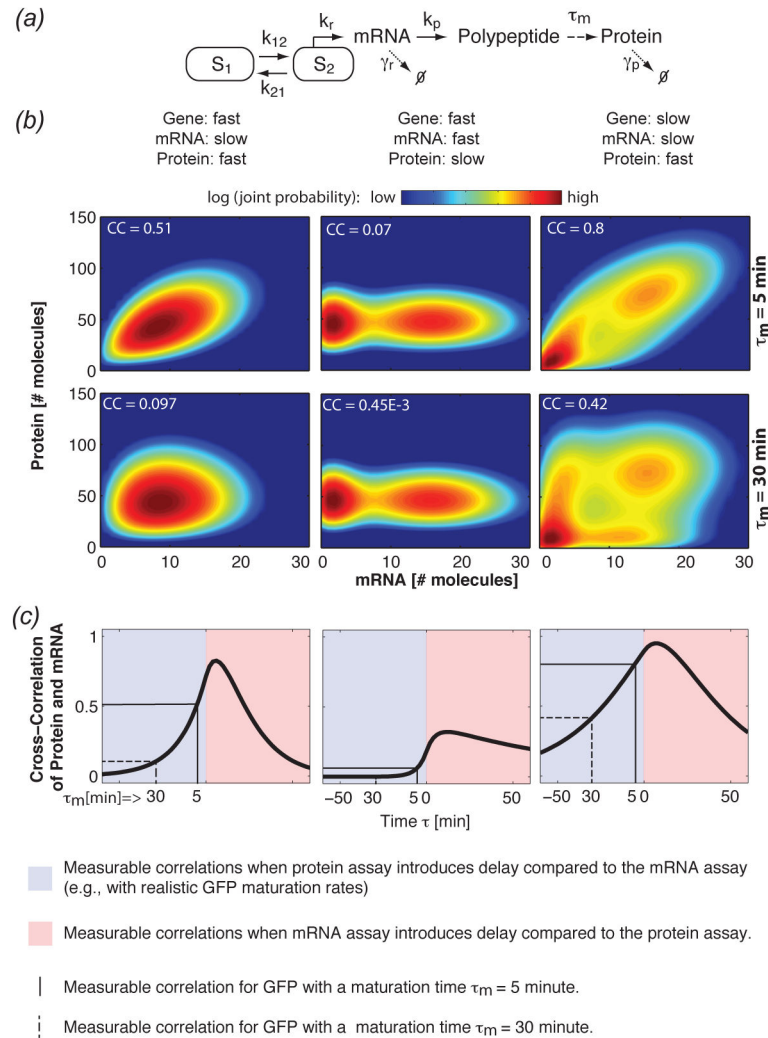 (a)
S1
k12
k21
S2
kr
mRNA
γr
ø
kp
Polypeptide
τm
Protein
γp
ø
(b)
Gene: fast
mRNA: slow
Protein: fast
Gene: fast
mRNA: fast
Protein: slow
Gene: slow
mRNA: slow
Protein: fast
log (joint probability): low high
Protein [# molecules]
150
100
50
0
CC = 0.51
CC = 0.07
CC = 0.8
τm = 5 min
150
100
50
0
CC = 0.097
CC = 0.45E-3
CC = 0.42
τm = 30 min
0 10 20 30
0 10 20 30
0 10 20 30
mRNA [# molecules]
(c)
Cross-Correlation
of Protein and mRNA
1
0.5
0
τm[min]=> 30 5
−50 30 5 0 50
−50 30 5 0 50
Time τ [min]
Measurable correlations when protein assay introduces delay compared to the mRNA assay
(e.g., with realistic GFP maturation rates)
Measurable correlations when mRNA assay introduces delay compared to the protein assay.
Measurable correlation for GFP with a maturation time τm = 5 minute.
Measurable correlation for GFP with a maturation time τm = 30 minute.